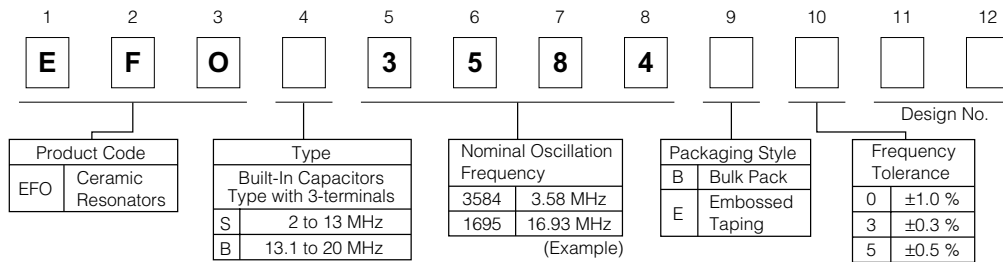 1 2 3 4 5 6 7 8 9 10 11 12
E F O 3 5 8 4
Design No.
Product Code
EFO Ceramic
Resonators
Type
Built-In Capacitors
Type with 3-terminals
S 2 to 13 MHz
B 13.1 to 20 MHz
Nominal Oscillation
Frequency
3584 3.58 MHz
1695 16.93 MHz
(Example)
Packaging Style
B Bulk Pack
E Embossed
Taping
Frequency
Tolerance
0 ±1.0 %
3 ±0.3 %
5 ±0.5 %